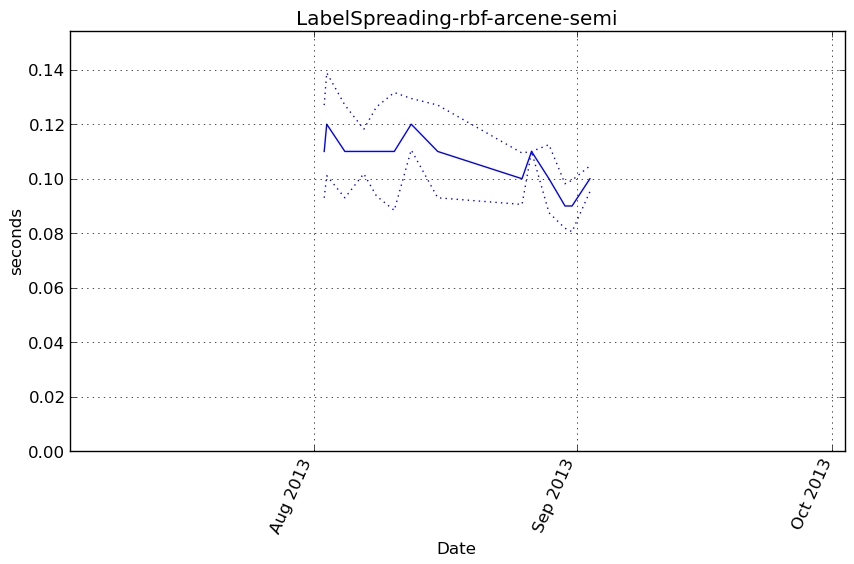 LabelSpreading-rbf-arcene-semi
0.14
0.12
0.10
0.08
0.06
0.04
0.02
0.00
seconds
Aug 2013
Sep 2013
Oct 2013
Date